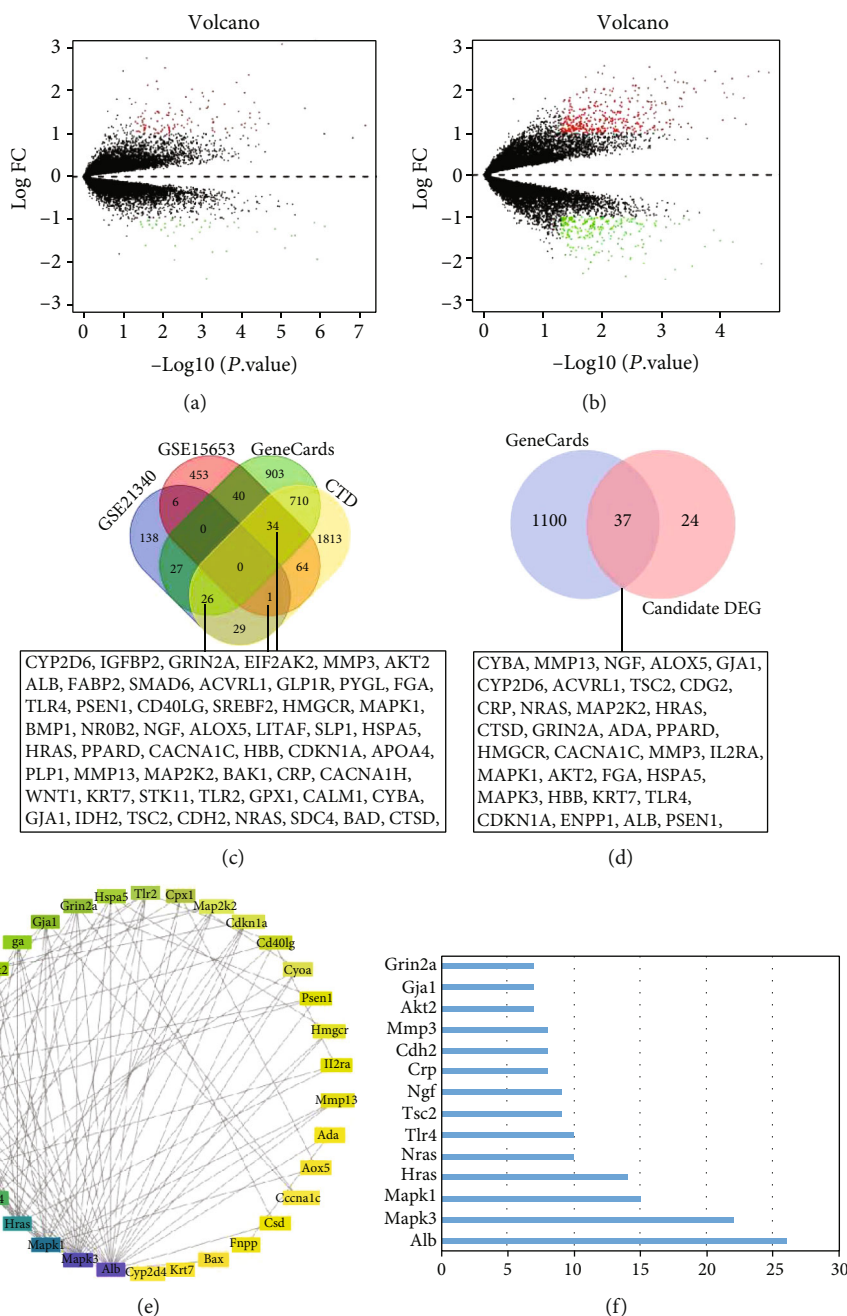 Volcano
3
2
1
0
−1
−2
−3
Log FC
0
1
2
3
4
5
6
7
−Log10 (P.value)
(a)
Volcano
3
2
1
0
−1
−2
−3
Log FC
0
1
2
3
4
−Log10 (P.value)
(b)
GSE21340
GSE15653
GeneCards
CTD
453
903
6
40
710
138
0
34
1813
27
0
64
26
1
29
CYP2D6, IGFBP2, GRIN2A, EIF2AK2, MMP3, AKT2
ALB, FABP2, SMAD6, ACVRL1, GLP1R, PYGL, FGA,
TLR4, PSEN1, CD40LG, SREBF2, HMGCR, MAPK1,
BMP1, NR0B2, NGF, ALOX5, LITAF, SLP1, HSPA5,
HRAS, PPARD, CACNA1C, HBB, CDKN1A, APOA4,
PLP1, MMP13, MAP2K2, BAK1, CRP, CACNA1H,
WNT1, KRT7, STK11, TLR2, GPX1, CALM1, CYBA,
GJA1, IDH2, TSC2, CDH2, NRAS, SDC4, BAD, CTSD,
(c)
GeneCards
1100
37
24
Candidate DEG
CYBA, MMP13, NGF, ALOX5, GJA1,
CYP2D6, ACVRL1, TSC2, CDG2,
CRP, NRAS, MAP2K2, HRAS,
CTSD, GRIN2A, ADA, PPARD,
HMGCR, CACNA1C, MMP3, IL2RA,
MAPK1, AKT2, FGA, HSPA5,
MAPK3, HBB, KRT7, TLR4,
CDKN1A, ENPP1, ALB, PSEN1,
(d)
Hspa5
Tlr2
Cpx1
Grin2a
Map2k2
Gja1
Cdkn1a
ga
Cd40lg
t2
Cyoa
Psen1
Hmgcr
II2ra
Mmp13
Ada
Aox5
4
Cccna1c
Hras
Csd
Mapk1
Fnpp
Mapk3
Bax
Alb
Cyp2d4
Krt7
(e)
Grin2a
Gja1
Akt2
Mmp3
Cdh2
Crp
Ngf
Tsc2
Tlr4
Nras
Hras
Mapk1
Mapk3
Alb
0
5
10
15
20
25
30
(f)